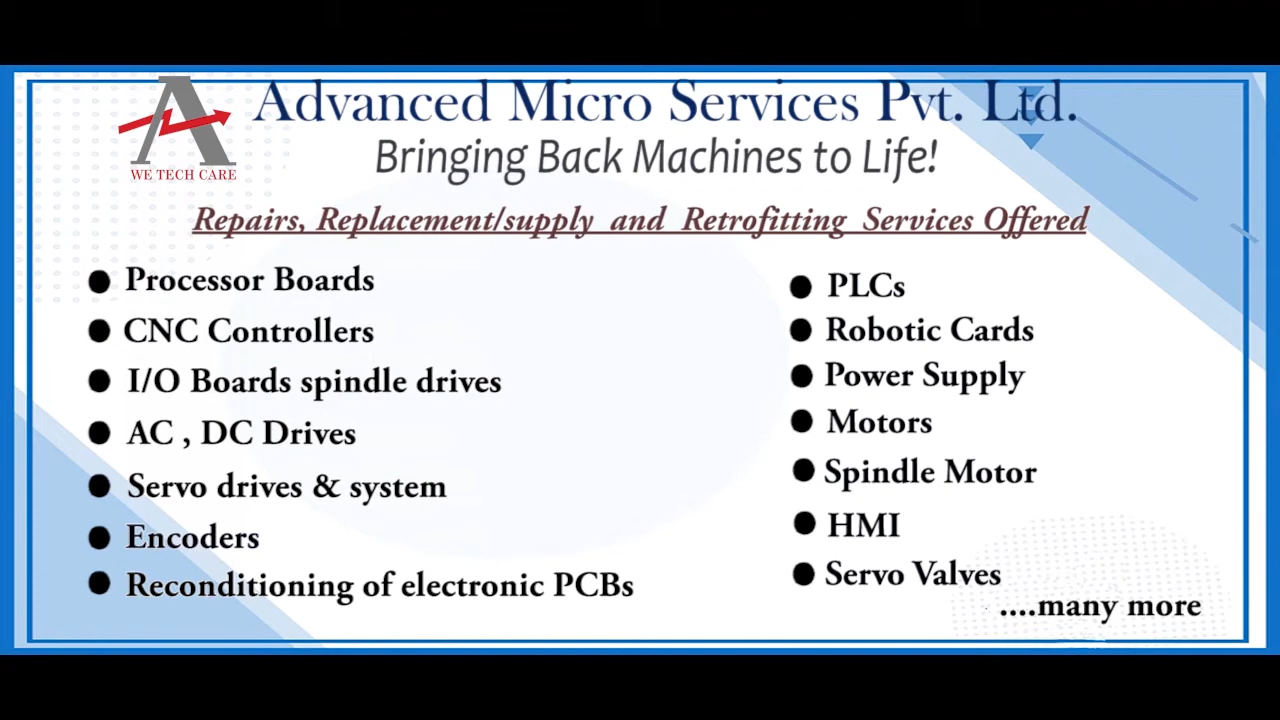 Advanced Micro Services Pvt. Ltd.
WE TECH CARE
Bringing Back Machines to Life!
Repairs, Replacement/supply and Retrofitting Services Offered
Processor Boards
CNC Controllers
I/O Boards spindle drives
AC , DC Drives
Servo drives & system
Encoders
Reconditioning of electronic PCBs
PLCs
Robotic Cards
Power Supply
Motors
Spindle Motor
HMI
Servo Valves
....many more